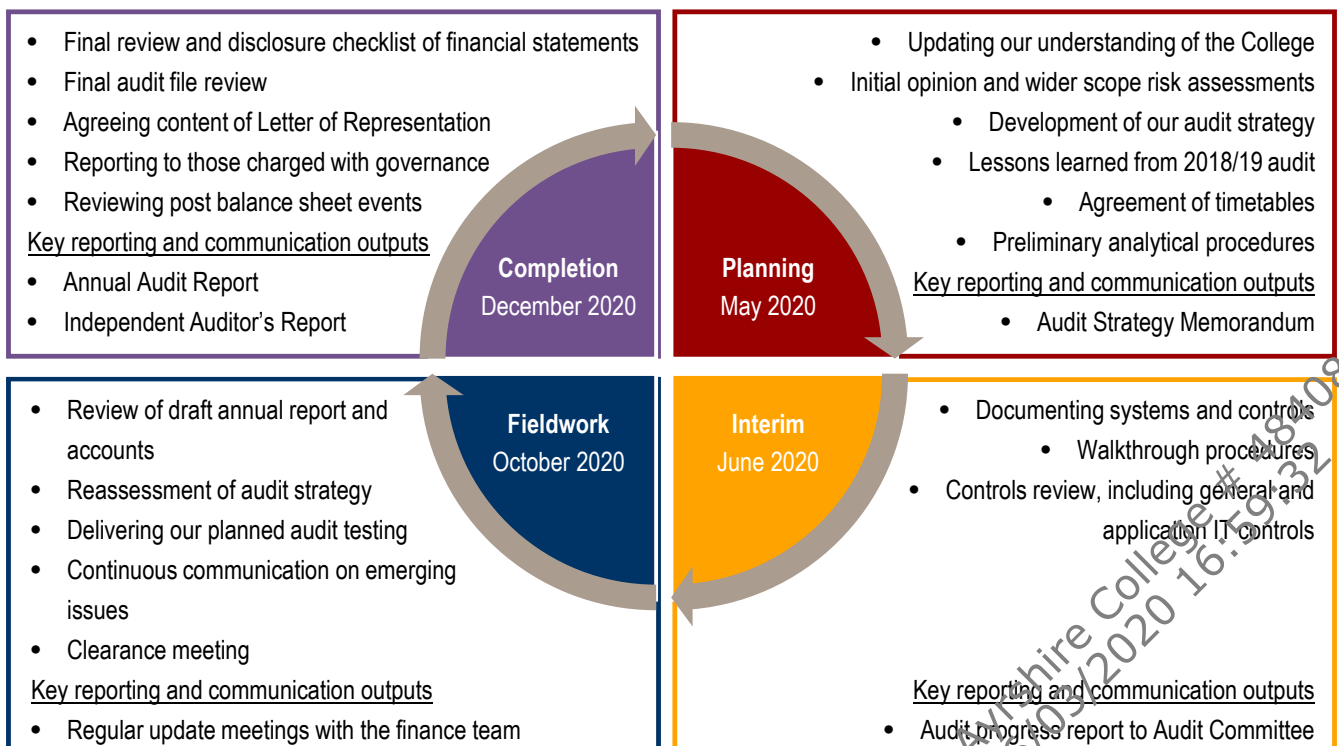 • Final review and disclosure checklist of financial statements
• Final audit file review
• Agreeing content of Letter of Representation
• Reporting to those charged with governance
• Reviewing post balance sheet events
Key reporting and communication outputs
• Annual Audit Report
• Independent Auditor’s Report
Completion
December 2020
• Updating our understanding of the College
• Initial opinion and wider scope risk assessments
• Development of our audit strategy
• Lessons learned from 2018/19 audit
• Agreement of timetables
• Preliminary analytical procedures
Key reporting and communication outputs
• Audit Strategy Memorandum
Planning
May 2020
• Review of draft annual report and
accounts
• Reassessment of audit strategy
• Delivering our planned audit testing
• Continuous communication on emerging
issues
• Clearance meeting
Key reporting and communication outputs
• Regular update meetings with the finance team
Fieldwork
October 2020
Interim
June 2020
• Documenting systems and controls
• Walkthrough procedures
• Controls review, including general and
application IT controls
Key reporting and communication outputs
• Audit progress report to Audit Committee
Ayrshire College # 48408
/03/2020 16:59:32